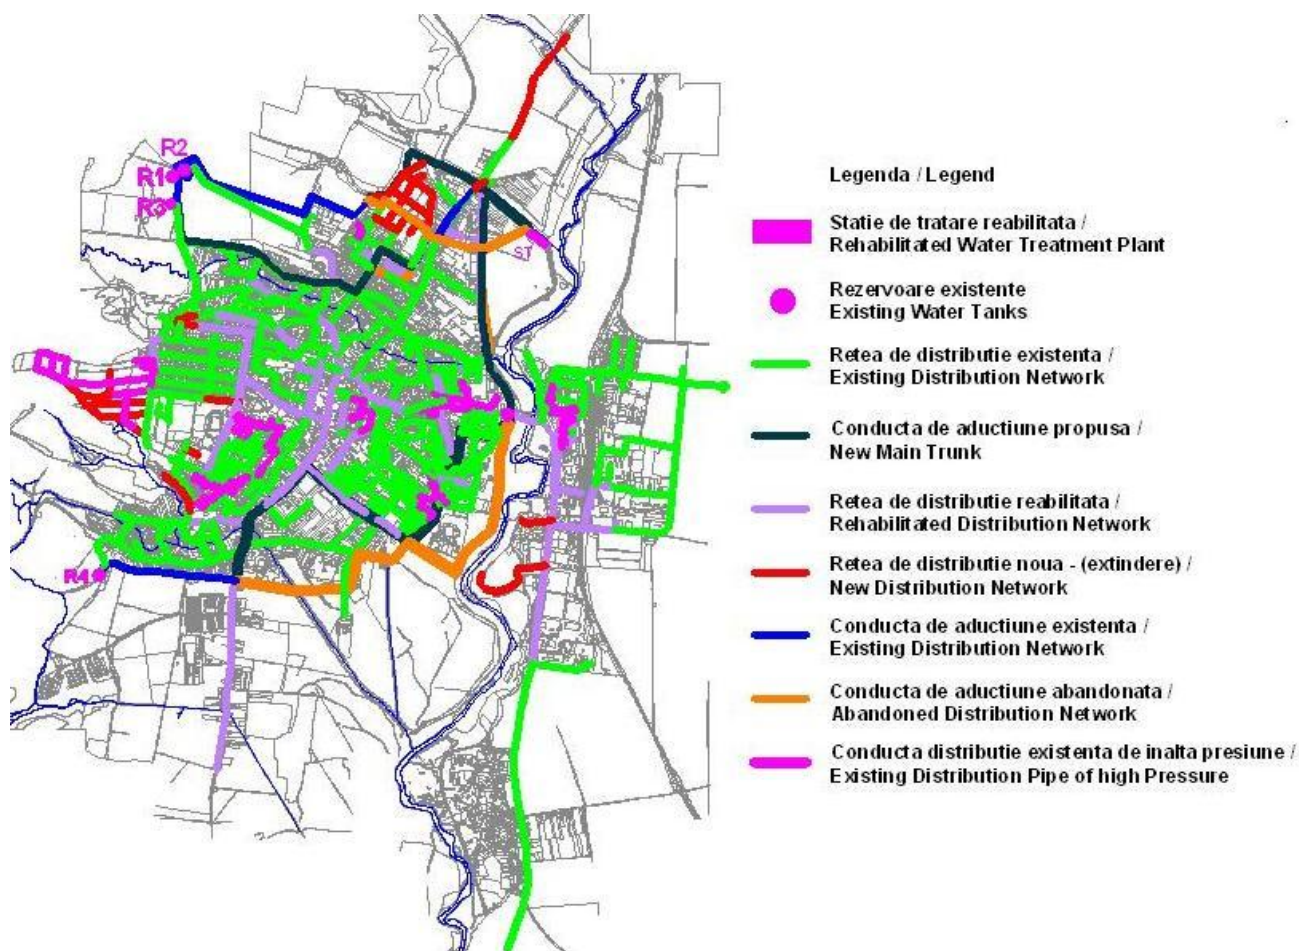 R2
R1
R3
ST
R4
Legenda / Legend
Statie de tratare reabilitata /
Rehabilitated Water Treatment Plant
Rezervoare existente
Existing Water Tanks
Retea de distributie existenta /
Existing Distribution Network
Conducta de aductiune propusa /
New Main Trunk
Retea de distributie reabilitata /
Rehabilitated Distribution Network
Retea de distributie noua - (extindere) /
New Distribution Network
Conducta de aductiune existenta /
Existing Distribution Network
Conducta de aductiune abandonata /
Abandoned Distribution Network
Conducta distributie existenta de inalta presiune /
Existing Distribution Pipe of high Pressure